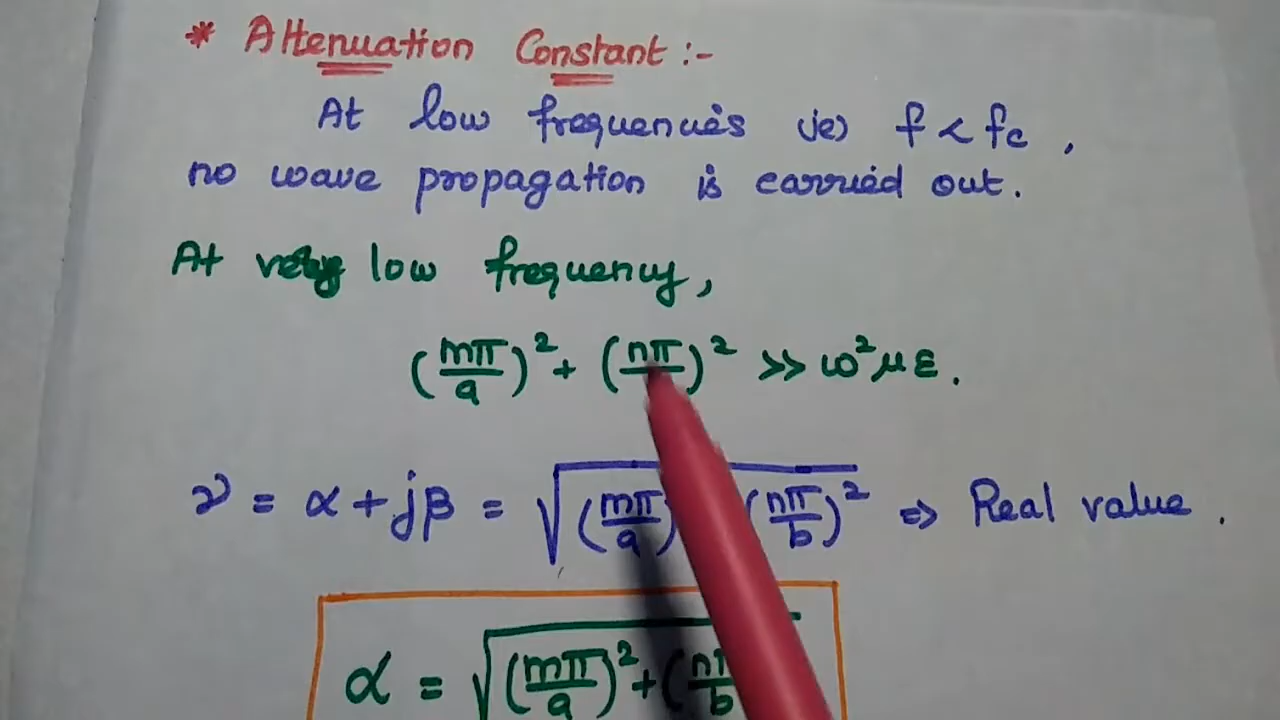 * Attenuation Constant :-
At low frequencies (ie) f < fc ,
no wave propagation is carried out.
At very low frequency,
(mπ/a)² + (nπ/ )² >> ω²με.
γ = α + jβ = √(mπ/a) (nπ/b)² ⇒ Real value.
α = √(mπ/a)² + (nπ/b